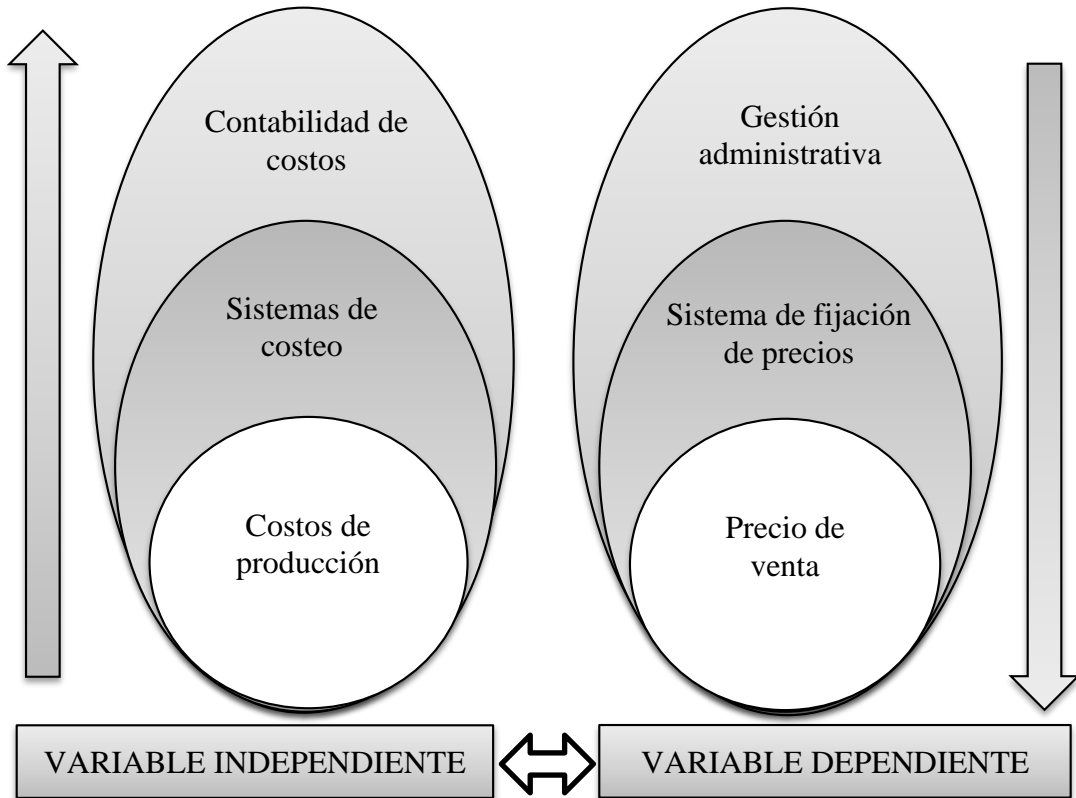 Contabilidad de
costos
Sistemas de
costeo
Costos de
producción
Gestión
administrativa
Sistema de fijación
de precios
Precio de
venta
VARIABLE INDEPENDIENTE
VARIABLE DEPENDIENTE